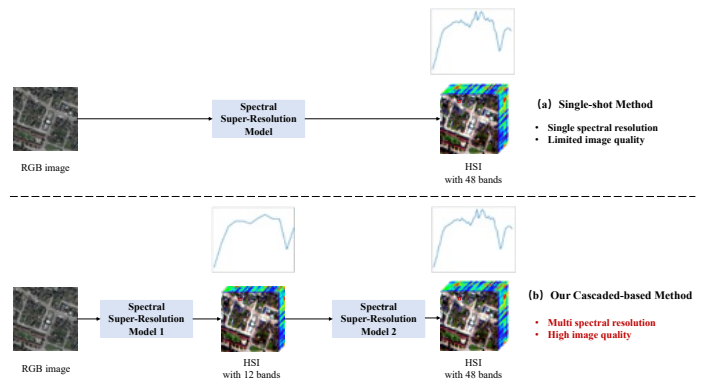 Spectral
Super-Resolution
Model
(a) Single-shot Method
• Single spectral resolution
• Limited image quality
RGB image
HSI
with 48 bands
Spectral
Super-Resolution
Model 1
Spectral
Super-Resolution
Model 2
(b) Our Cascaded-based Method
• Multi spectral resolution
• High image quality
RGB image
HSI
with 12 bands
HSI
with 48 bands